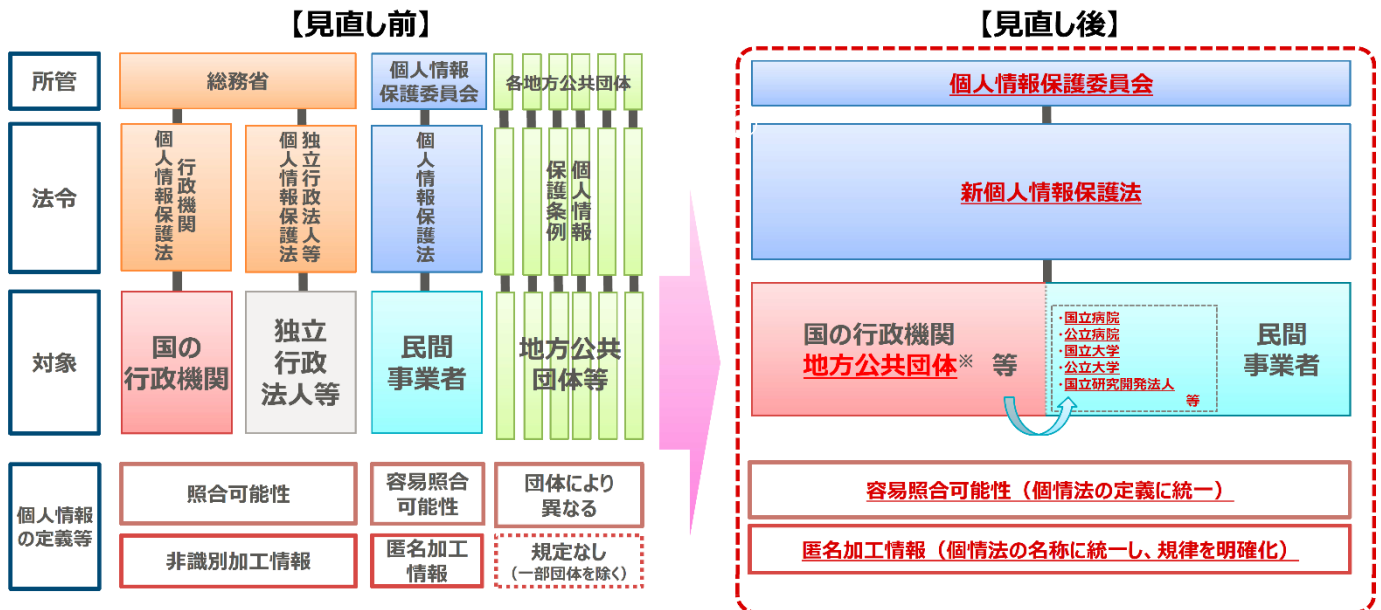 【見直し前】
所管
総務省
個人情報
保護委員会
各地方公共団体
法令
行政機関
個人情報保護法
独立行政法人等
個人情報保護法
個人情報保護法
個人情報
保護条例
対象
国の
行政機関
独立
行政
法人等
民間
事業者
地方公共
団体等
個人情報
の定義等
照合可能性
容易照合
可能性
団体により
異なる
非識別加工情報
匿名加工
情報
規定なし
（一部団体を除く）
【見直し後】
個人情報保護委員会
新個人情報保護法
国の行政機関
地方公共団体※ 等
・国立病院
・公立病院
・国立大学
・公立大学
・国立研究開発法人
等
民間
事業者
容易照合可能性（個情法の定義に統一）
匿名加工情報（個情法の名称に統一し、規律を明確化）